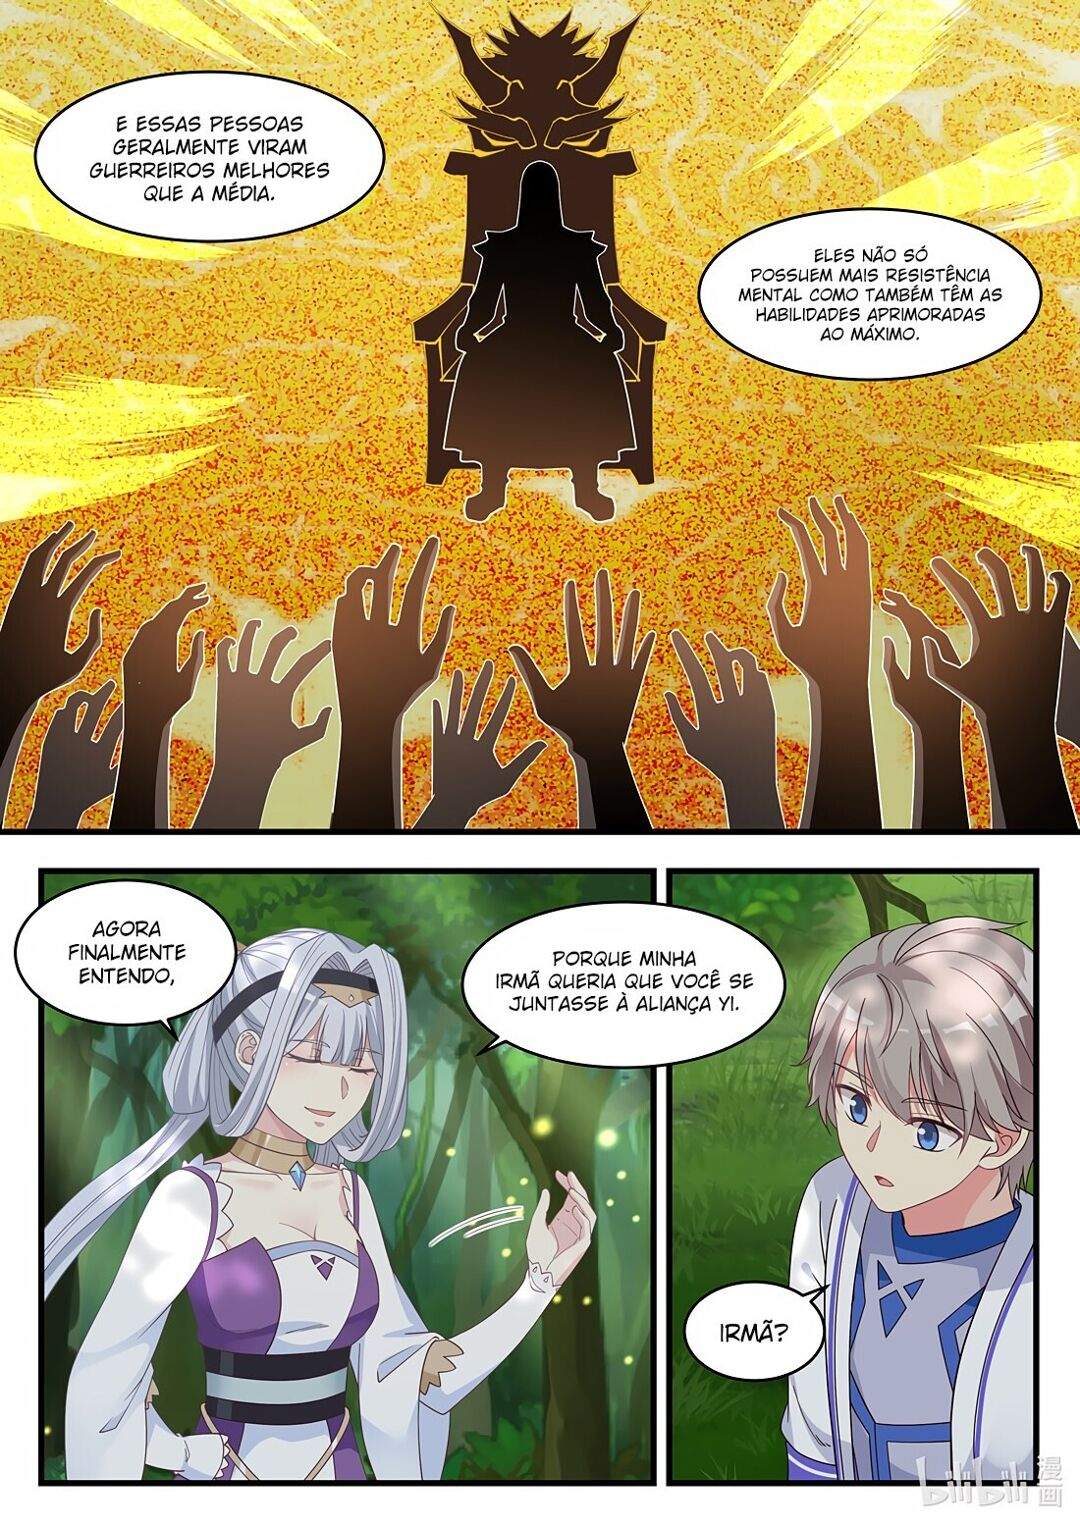 E ESSAS PESSOAS
GERALMENTE VIRAM
GUERREIROS MELHORES
QUE A MÉDIA.
ELES NÃO SÓ
POSSUEM MAIS RESISTÊNCIA
MENTAL COMO TAMBÉM TÊM AS
HABILIDADES APRIMORADAS
AO MÁXIMO.
AGORA
FINALMENTE
ENTENDO,
PORQUE MINHA
IRMÃ QUERIA QUE VOCÊ SE
JUNTASSE À ALIANÇA YI.
IRMÃ?
bilibili 漫画